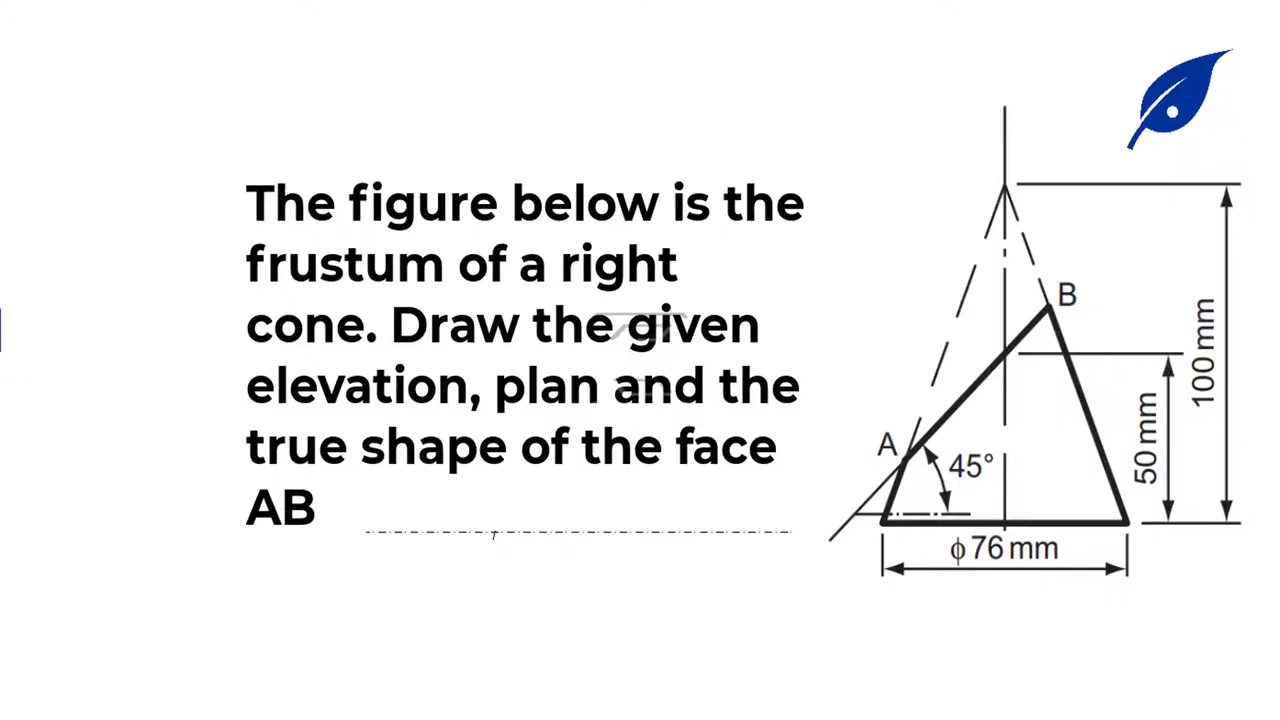 The figure below is the
frustum of a right
cone. Draw the given
elevation, plan and the
true shape of the face
AB
B
A
45°
100 mm
50 mm
ϕ 76 mm